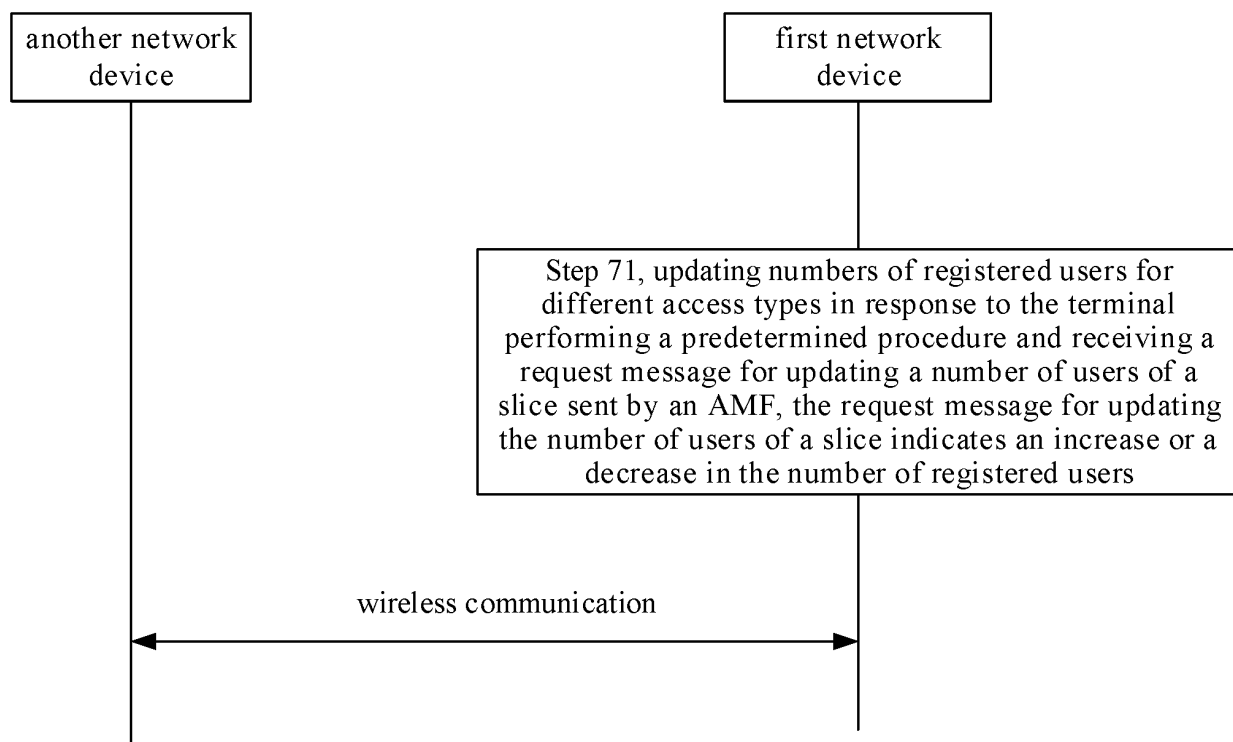 another network
device
first network
device
Step 71, updating numbers of registered users for
different access types in response to the terminal
performing a predetermined procedure and receiving a
request message for updating a number of users of a
slice sent by an AMF, the request message for updating
the number of users of a slice indicates an increase or a
decrease in the number of registered users
wireless communication